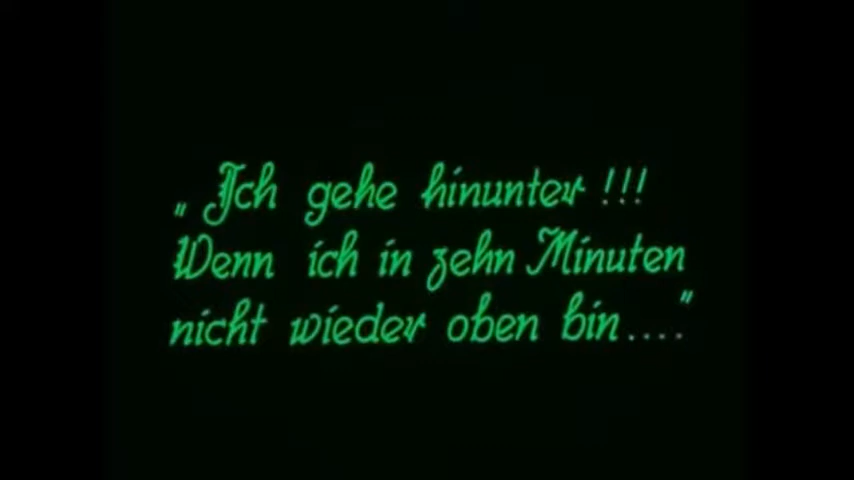 „Ich gehe hinunter!!!
Wenn ich in zehn Minuten
nicht wieder oben bin...."